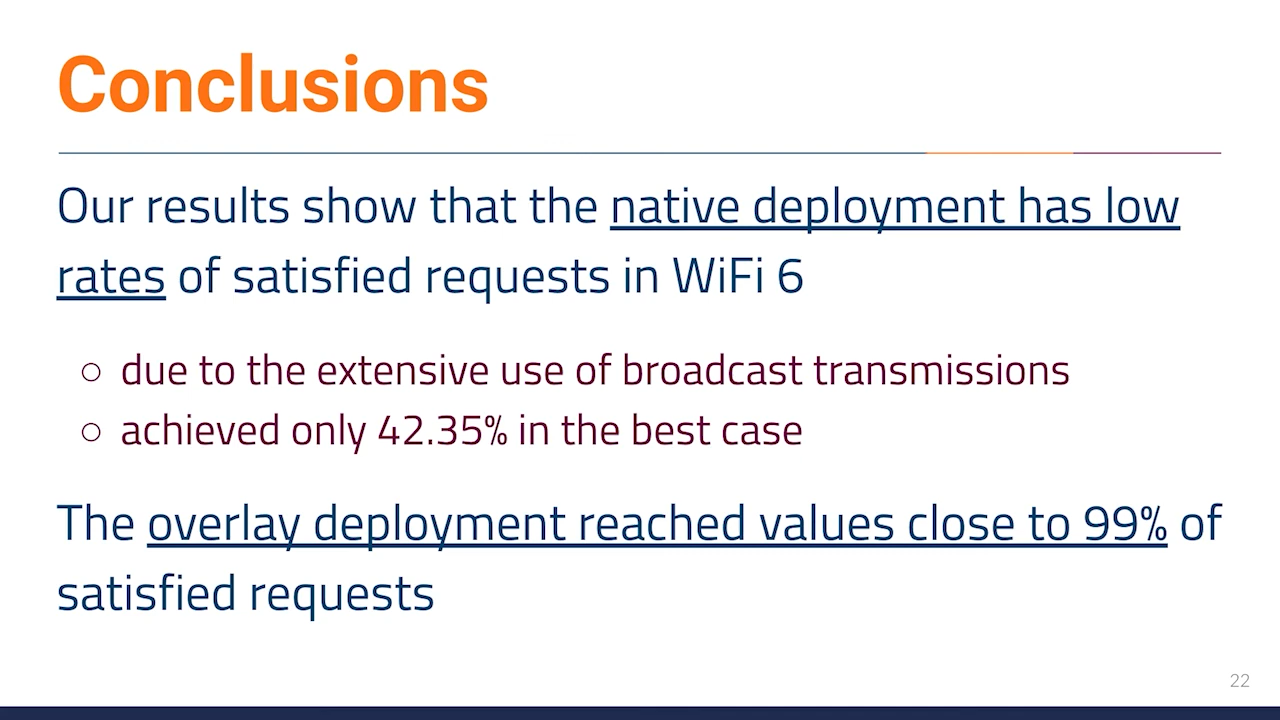 Conclusions
Our results show that the native deployment has low
rates of satisfied requests in WiFi 6
○ due to the extensive use of broadcast transmissions
○ achieved only 42.35% in the best case
The overlay deployment reached values close to 99% of
satisfied requests
22